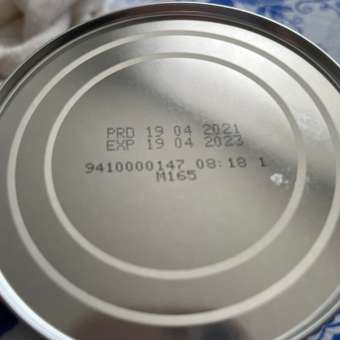 PRD 19 04 2021
EXP 19 04 2023
9410000147 08:18 1
M165